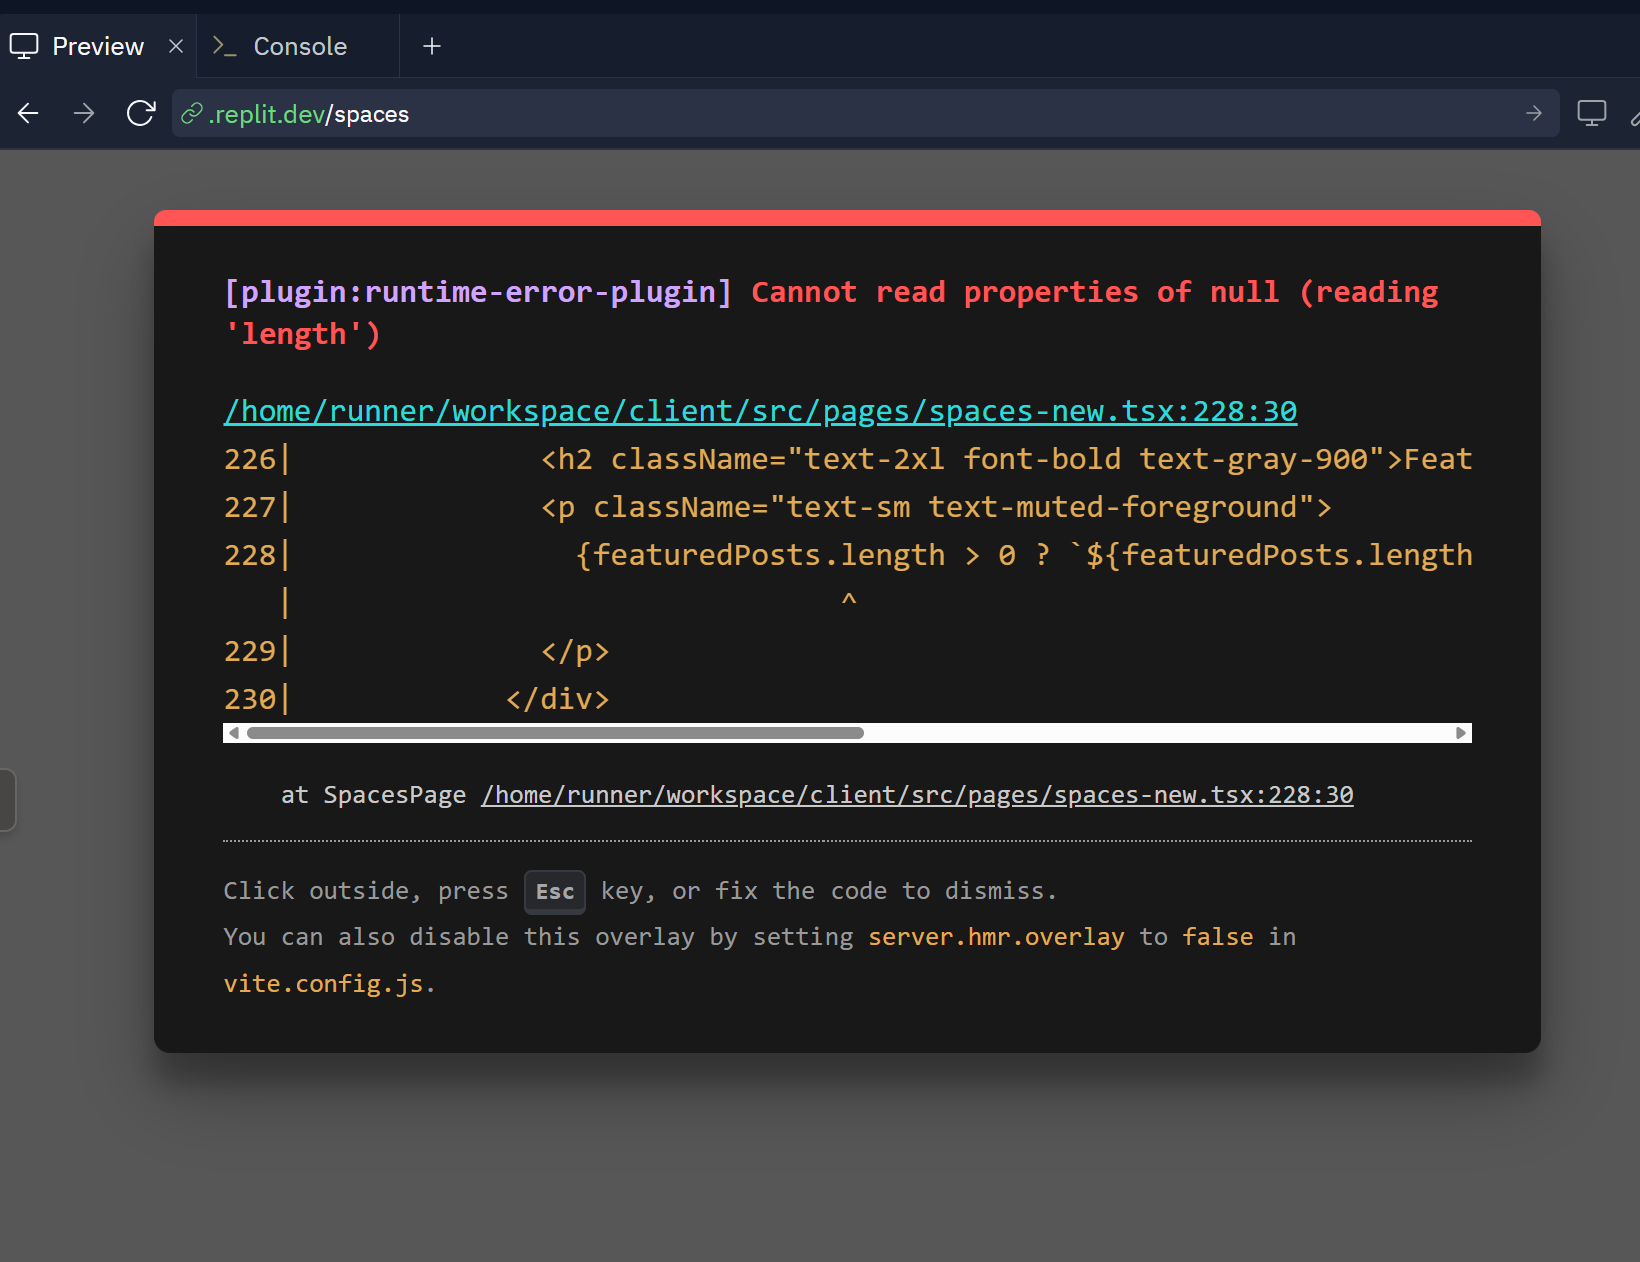 Preview
Console
.replit.dev/spaces
[plugin:runtime-error-plugin] Cannot read properties of null (reading
'length')
/home/runner/workspace/client/src/pages/spaces-new.tsx:228:30
226|               <h2 className="text-2xl font-bold text-gray-900">Feat
227|               <p className="text-sm text-muted-foreground">
228|                 {featuredPosts.length > 0 ? `${featuredPosts.length
   |                                ^
229|               </p>
230|             </div>
at SpacesPage /home/runner/workspace/client/src/pages/spaces-new.tsx:228:30
Click outside, press Esc key, or fix the code to dismiss.
You can also disable this overlay by setting server.hmr.overlay to false in
vite.config.js.